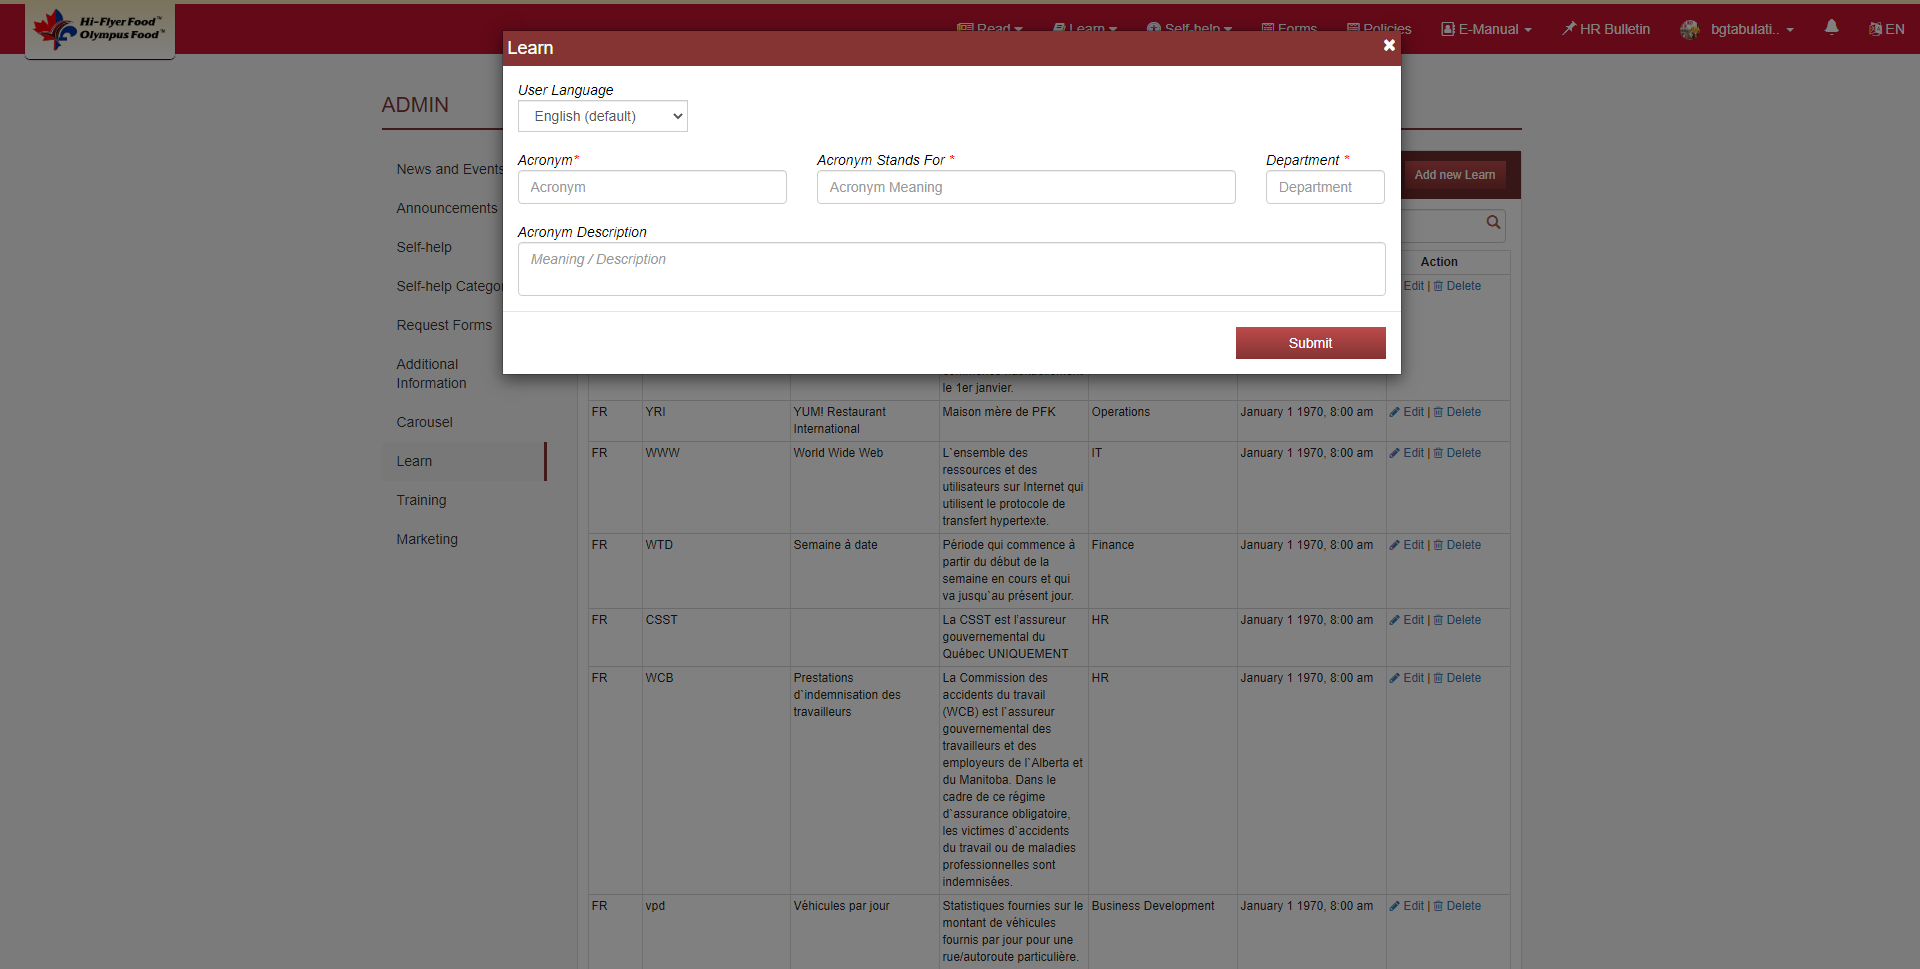 Hi-Flyer Food™
Olympus Food™
Read
Learn
Self-help
Forms
Policies
E-Manual
HR Bulletin
bgtabulati..
EN
Learn
User Language
English (default)
Acronym*
Acronym Stands For *
Department *
Acronym
Acronym Meaning
Department
Acronym Description
Meaning / Description
Submit
ADMIN
News and Events
Announcements
Self-help
Self-help Catego
Request Forms
Additional
Information
Carousel
Learn
Training
Marketing
Add new Learn
Action
Edit | Delete
le 1er janvier.
FR YRI YUM! Restaurant Maison mère de PFK Operations January 1 1970, 8:00 am Edit | Delete
International
FR WWW World Wide Web L`ensemble des IT January 1 1970, 8:00 am Edit | Delete
ressources et des
utilisateurs sur Internet qui
utilisent le protocole de
transfert hypertexte.
FR WTD Semaine à date Période qui commence à Finance January 1 1970, 8:00 am Edit | Delete
partir du début de la
semaine en cours et qui
va jusqu`au présent jour.
FR CSST La CSST est l'assureur HR January 1 1970, 8:00 am Edit | Delete
gouvernemental du
Québec UNIQUEMENT
FR WCB Prestations La Commission des HR January 1 1970, 8:00 am Edit | Delete
d`indemnisation des accidents du travail
travailleurs (WCB) est l`assureur
gouvernemental des
travailleurs et des
employeurs de l`Alberta et
du Manitoba. Dans le
cadre de ce régime
d`assurance obligatoire,
les victimes d`accidents
du travail ou de maladies
professionnelles sont
indemnisées.
FR vpd Véhicules par jour Statistiques fournies sur le Business Development January 1 1970, 8:00 am Edit | Delete
montant de véhicules
fournis par jour pour une
rue/autoroute particulière.